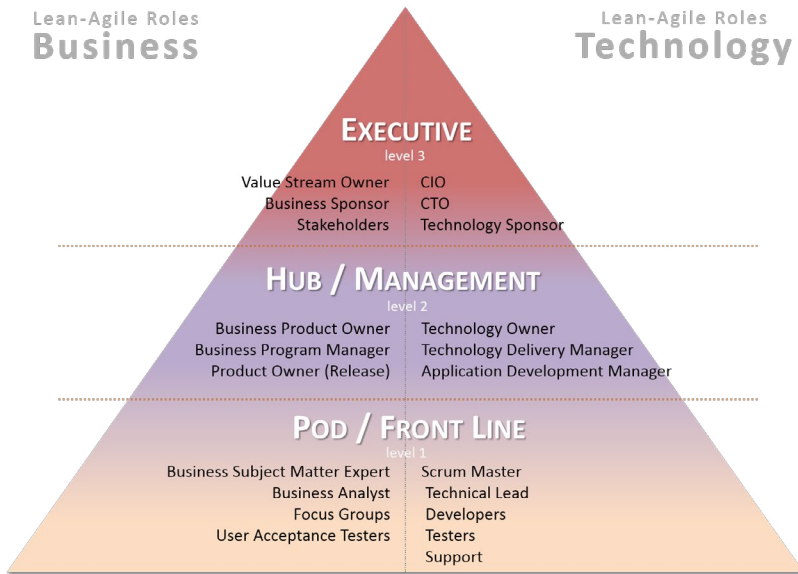 Lean-Agile Roles
Business
Lean-Agile Roles
Technology
EXECUTIVE
level 3
Value Stream Owner
Business Sponsor
Stakeholders
CIO
CTO
Technology Sponsor
HUB / MANAGEMENT
level 2
Business Product Owner
Business Program Manager
Product Owner (Release)
Technology Owner
Technology Delivery Manager
Application Development Manager
POD / FRONT LINE
level 1
Business Subject Matter Expert
Business Analyst
Focus Groups
User Acceptance Testers
Scrum Master
Technical Lead
Developers
Testers
Support